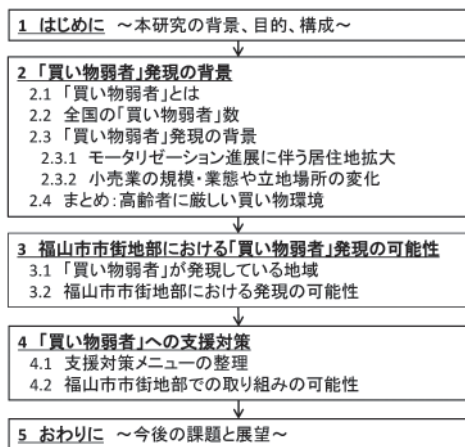 1 はじめに ～本研究の背景、目的、構成～
2 「買い物弱者」発現の背景
2.1 「買い物弱者」とは
2.2 全国の「買い物弱者」数
2.3 「買い物弱者」発現の背景
2.3.1 モータリゼーション進展に伴う居住地拡大
2.3.2 小売業の規模・業態や立地場所の変化
2.4 まとめ：高齢者に厳しい買い物環境
3 福山市市街地部における「買い物弱者」発現の可能性
3.1 「買い物弱者」が発現している地域
3.2 福山市市街地部における発現の可能性
4 「買い物弱者」への支援対策
4.1 支援対策メニューの整理
4.2 福山市市街地部での取り組みの可能性
5 おわりに ～今後の課題と展望～